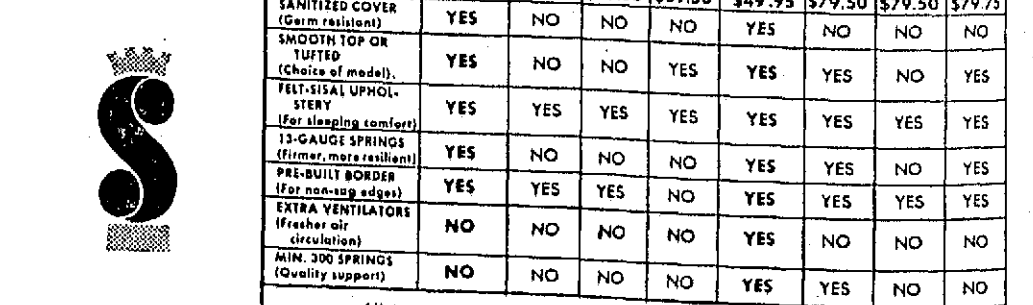 $49.95 $79.50 $79.50 $79.75
SANITIZED COVER
(Germ resistant) YES NO NO NO YES NO NO NO
SMOOTH TOP OR
TUFTED
(Choice of model). YES NO NO YES YES YES NO YES
FELT-SISAL UPHOL-
STERY
(For sleeping comfort) YES YES YES YES YES YES YES YES
13-GAUGE SPRINGS
(Firmer, more resilient) YES NO NO NO YES YES NO YES
PRE-BUILT BORDER
(For non-sag edges) YES YES YES NO YES YES YES YES
EXTRA VENTILATORS
(Fresher air
circulation) NO NO NO NO YES NO NO NO
MIN. 300 SPRINGS
(Quality support) NO NO NO NO YES YES NO NO
S